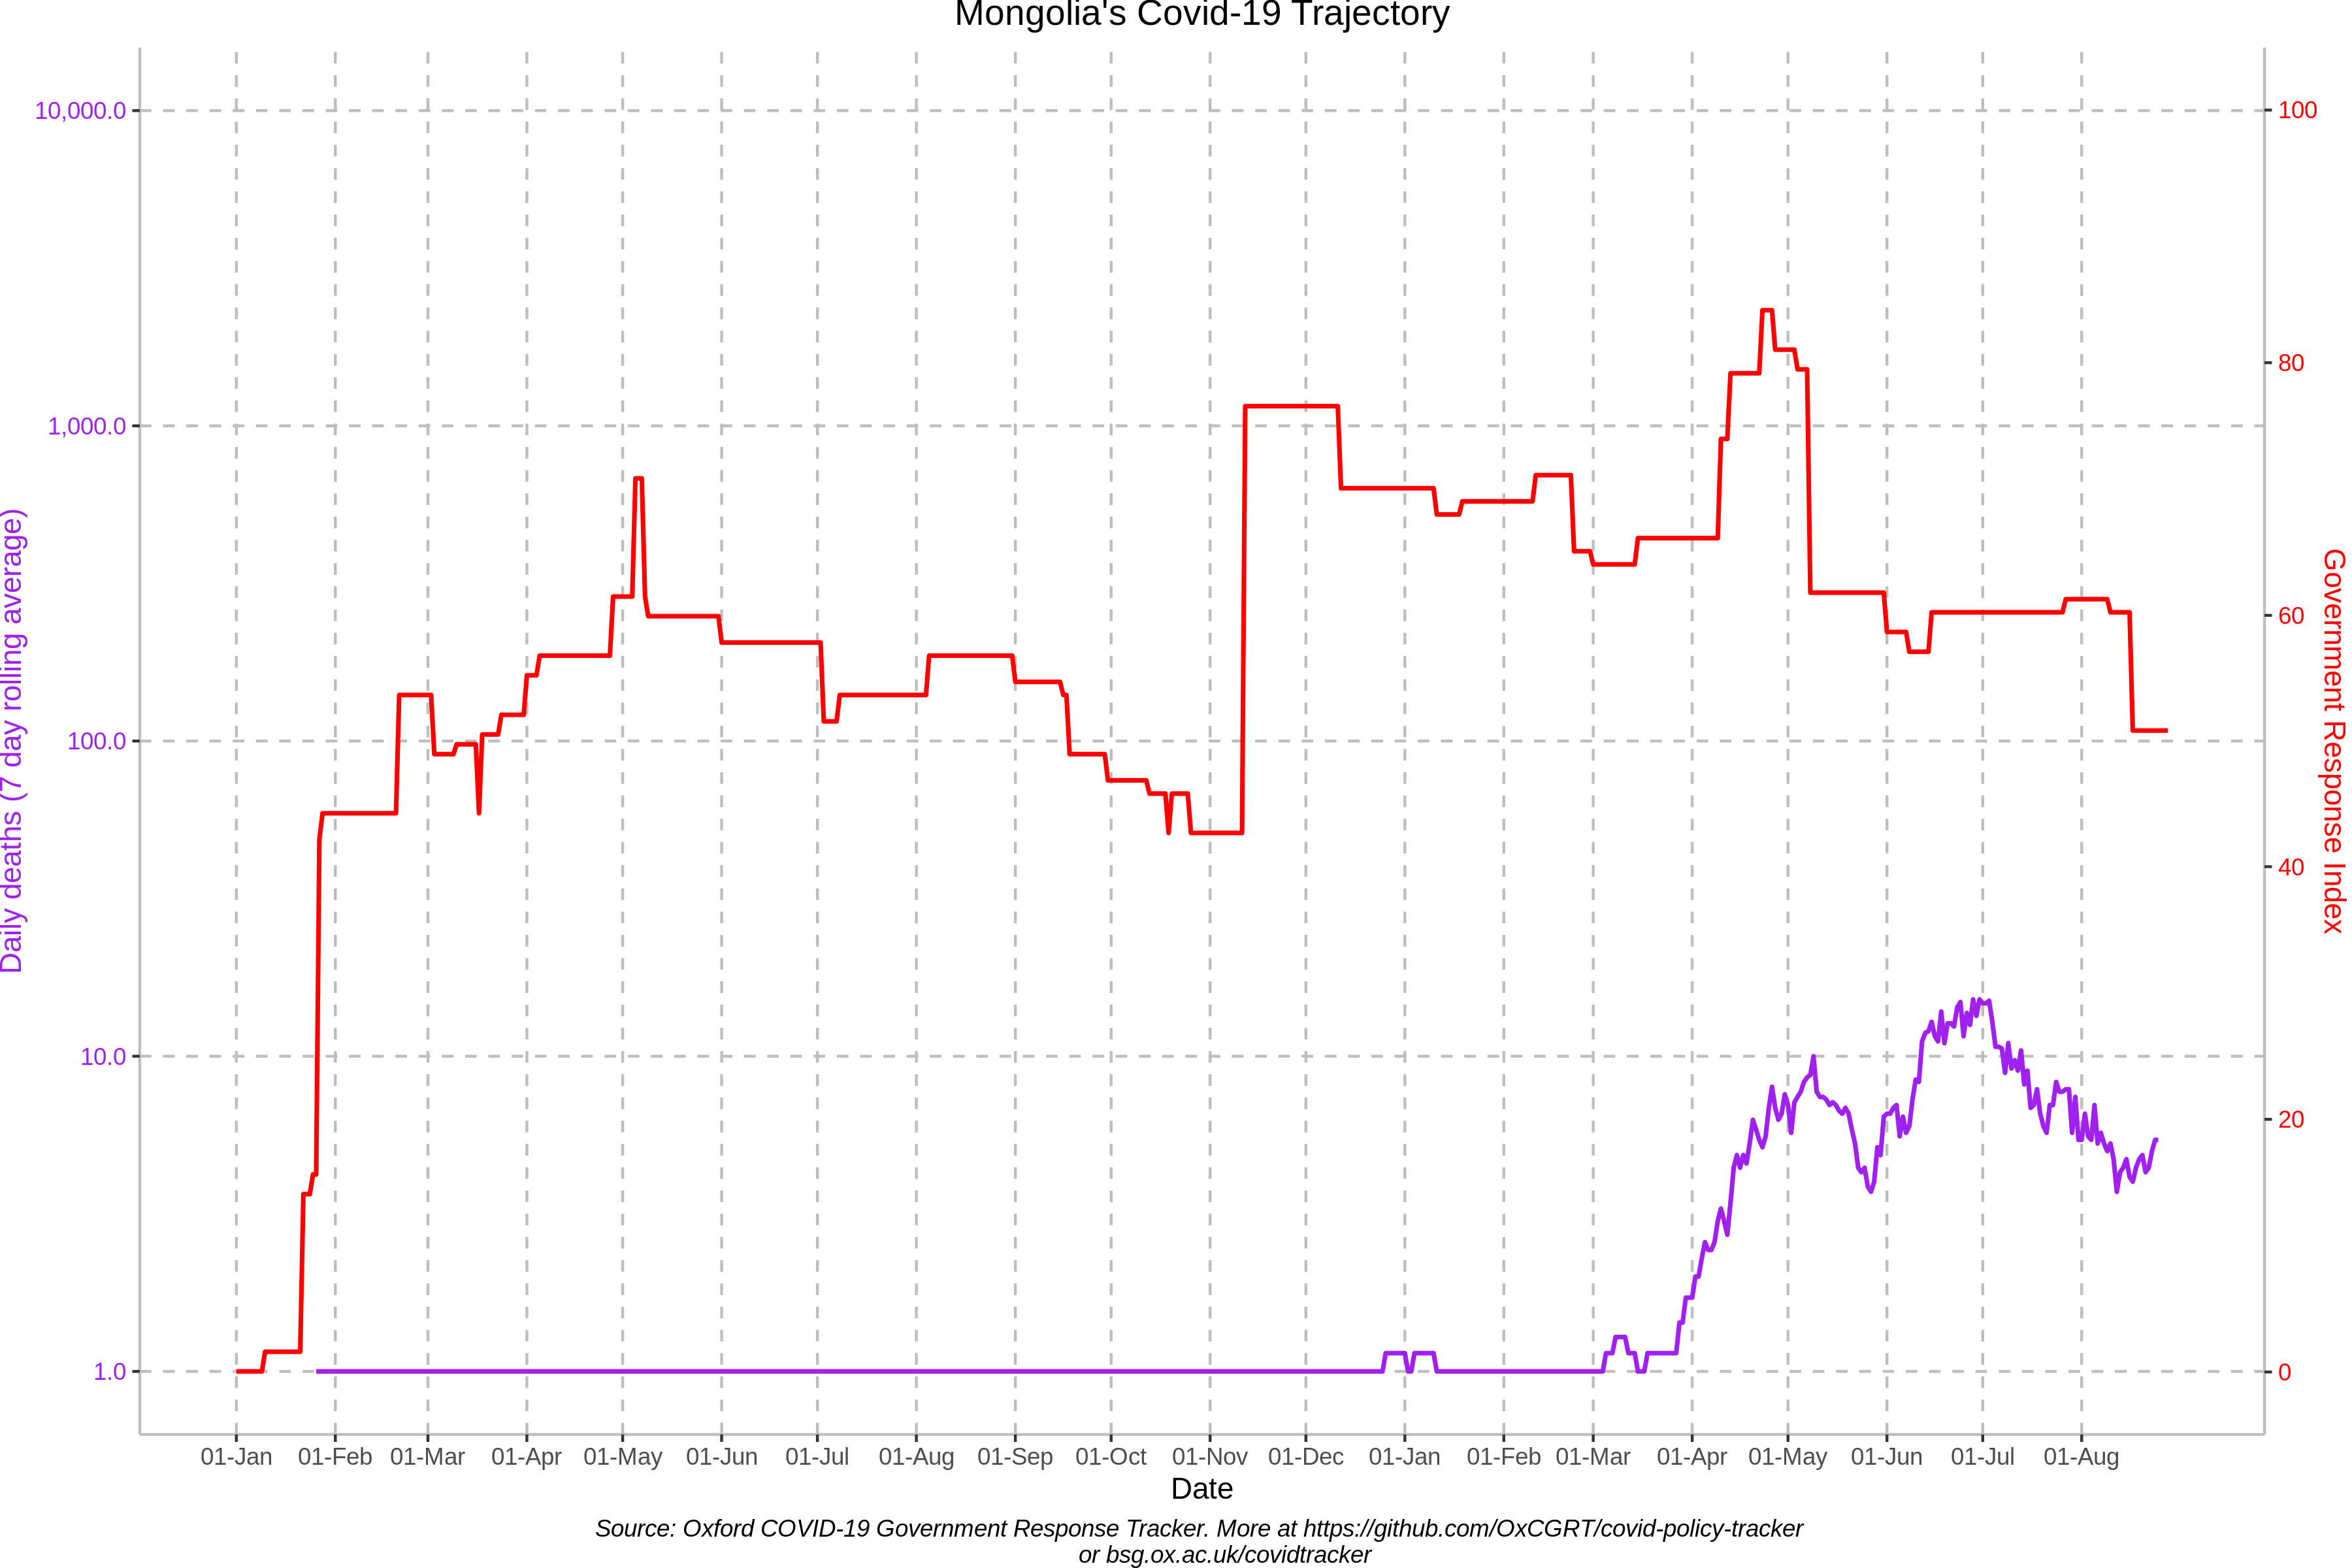 Mongolia's Covid-19 Trajectory
10,000.0
1,000.0
100.0
10.0
1.0
Daily deaths (7 day rolling average)
100
80
60
40
20
0
Government Response Index
01-Jan 01-Feb 01-Mar 01-Apr 01-May 01-Jun 01-Jul 01-Aug 01-Sep 01-Oct 01-Nov 01-Dec 01-Jan 01-Feb 01-Mar 01-Apr 01-May 01-Jun 01-Jul 01-Aug
Date
Source: Oxford COVID-19 Government Response Tracker. More at https://github.com/OxCGRT/covid-policy-tracker
or bsg.ox.ac.uk/covidtracker